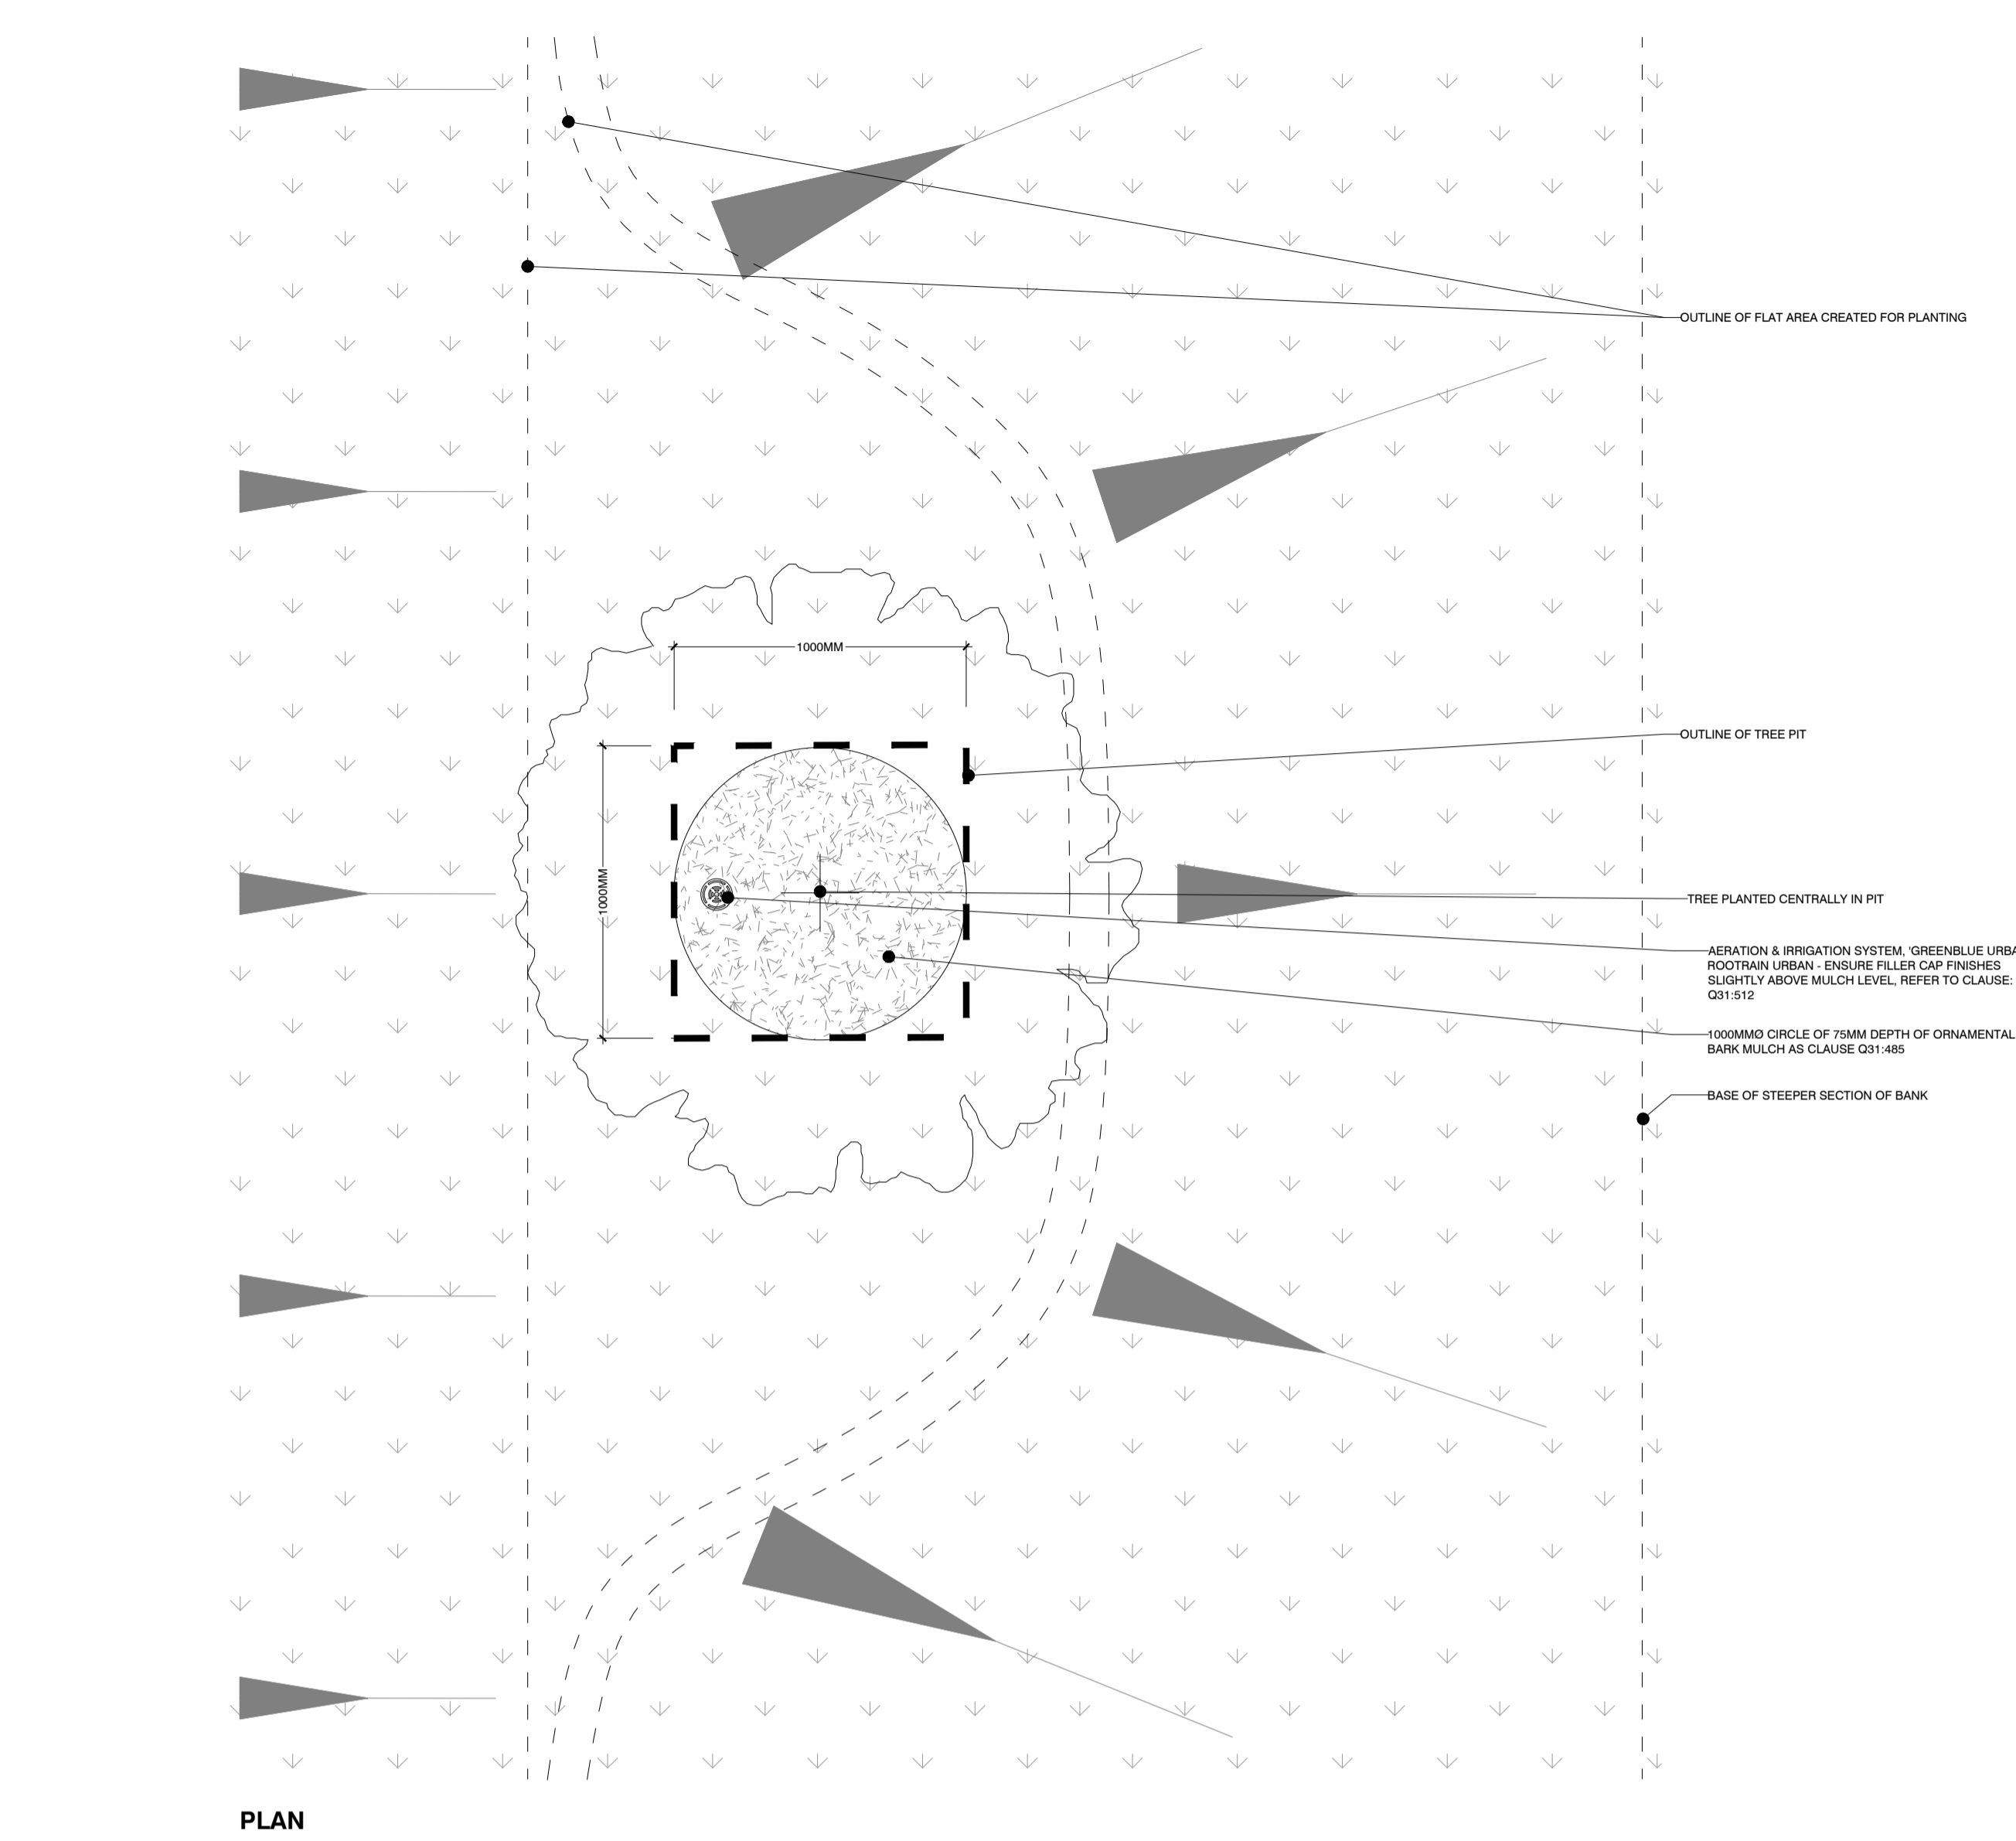 OUTLINE OF FLAT AREA CREATED FOR PLANTING
1000MM
OUTLINE OF TREE PIT
1000MM
TREE PLANTED CENTRALLY IN PIT
AERATION & IRRIGATION SYSTEM, 'GREENBLUE URBA
ROOTRAIN URBAN - ENSURE FILLER CAP FINISHES
SLIGHTLY ABOVE MULCH LEVEL, REFER TO CLAUSE:
Q31:512
1000MMØ CIRCLE OF 75MM DEPTH OF ORNAMENTAL
BARK MULCH AS CLAUSE Q31:485
BASE OF STEEPER SECTION OF BANK
PLAN